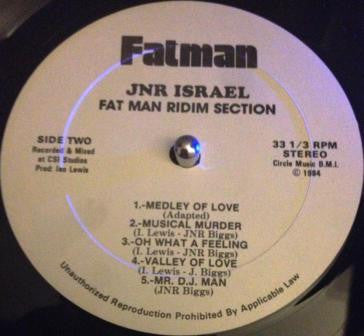 Fatman
JNR ISRAEL
FAT MAN RIDIM SECTION
SIDE TWO
Recorded & Mixed
at CSI Studios
Prod: Ian Lewis
33 1/3 RPM
STEREO
Circle Music B.M.I.
© 1984
1.-MEDLEY OF LOVE
(Adapted)
2.-MUSICAL MURDER
(I. Lewis - JNR Biggs)
3.-OH WHAT A FEELING
(I. Lewis - JNR Biggs)
4.-VALLEY OF LOVE
(I. Lewis - J. Biggs)
5.-MR. D.J. MAN
(JNR Biggs)
Unauthorized Reproduction Prohibited By Applicable Law